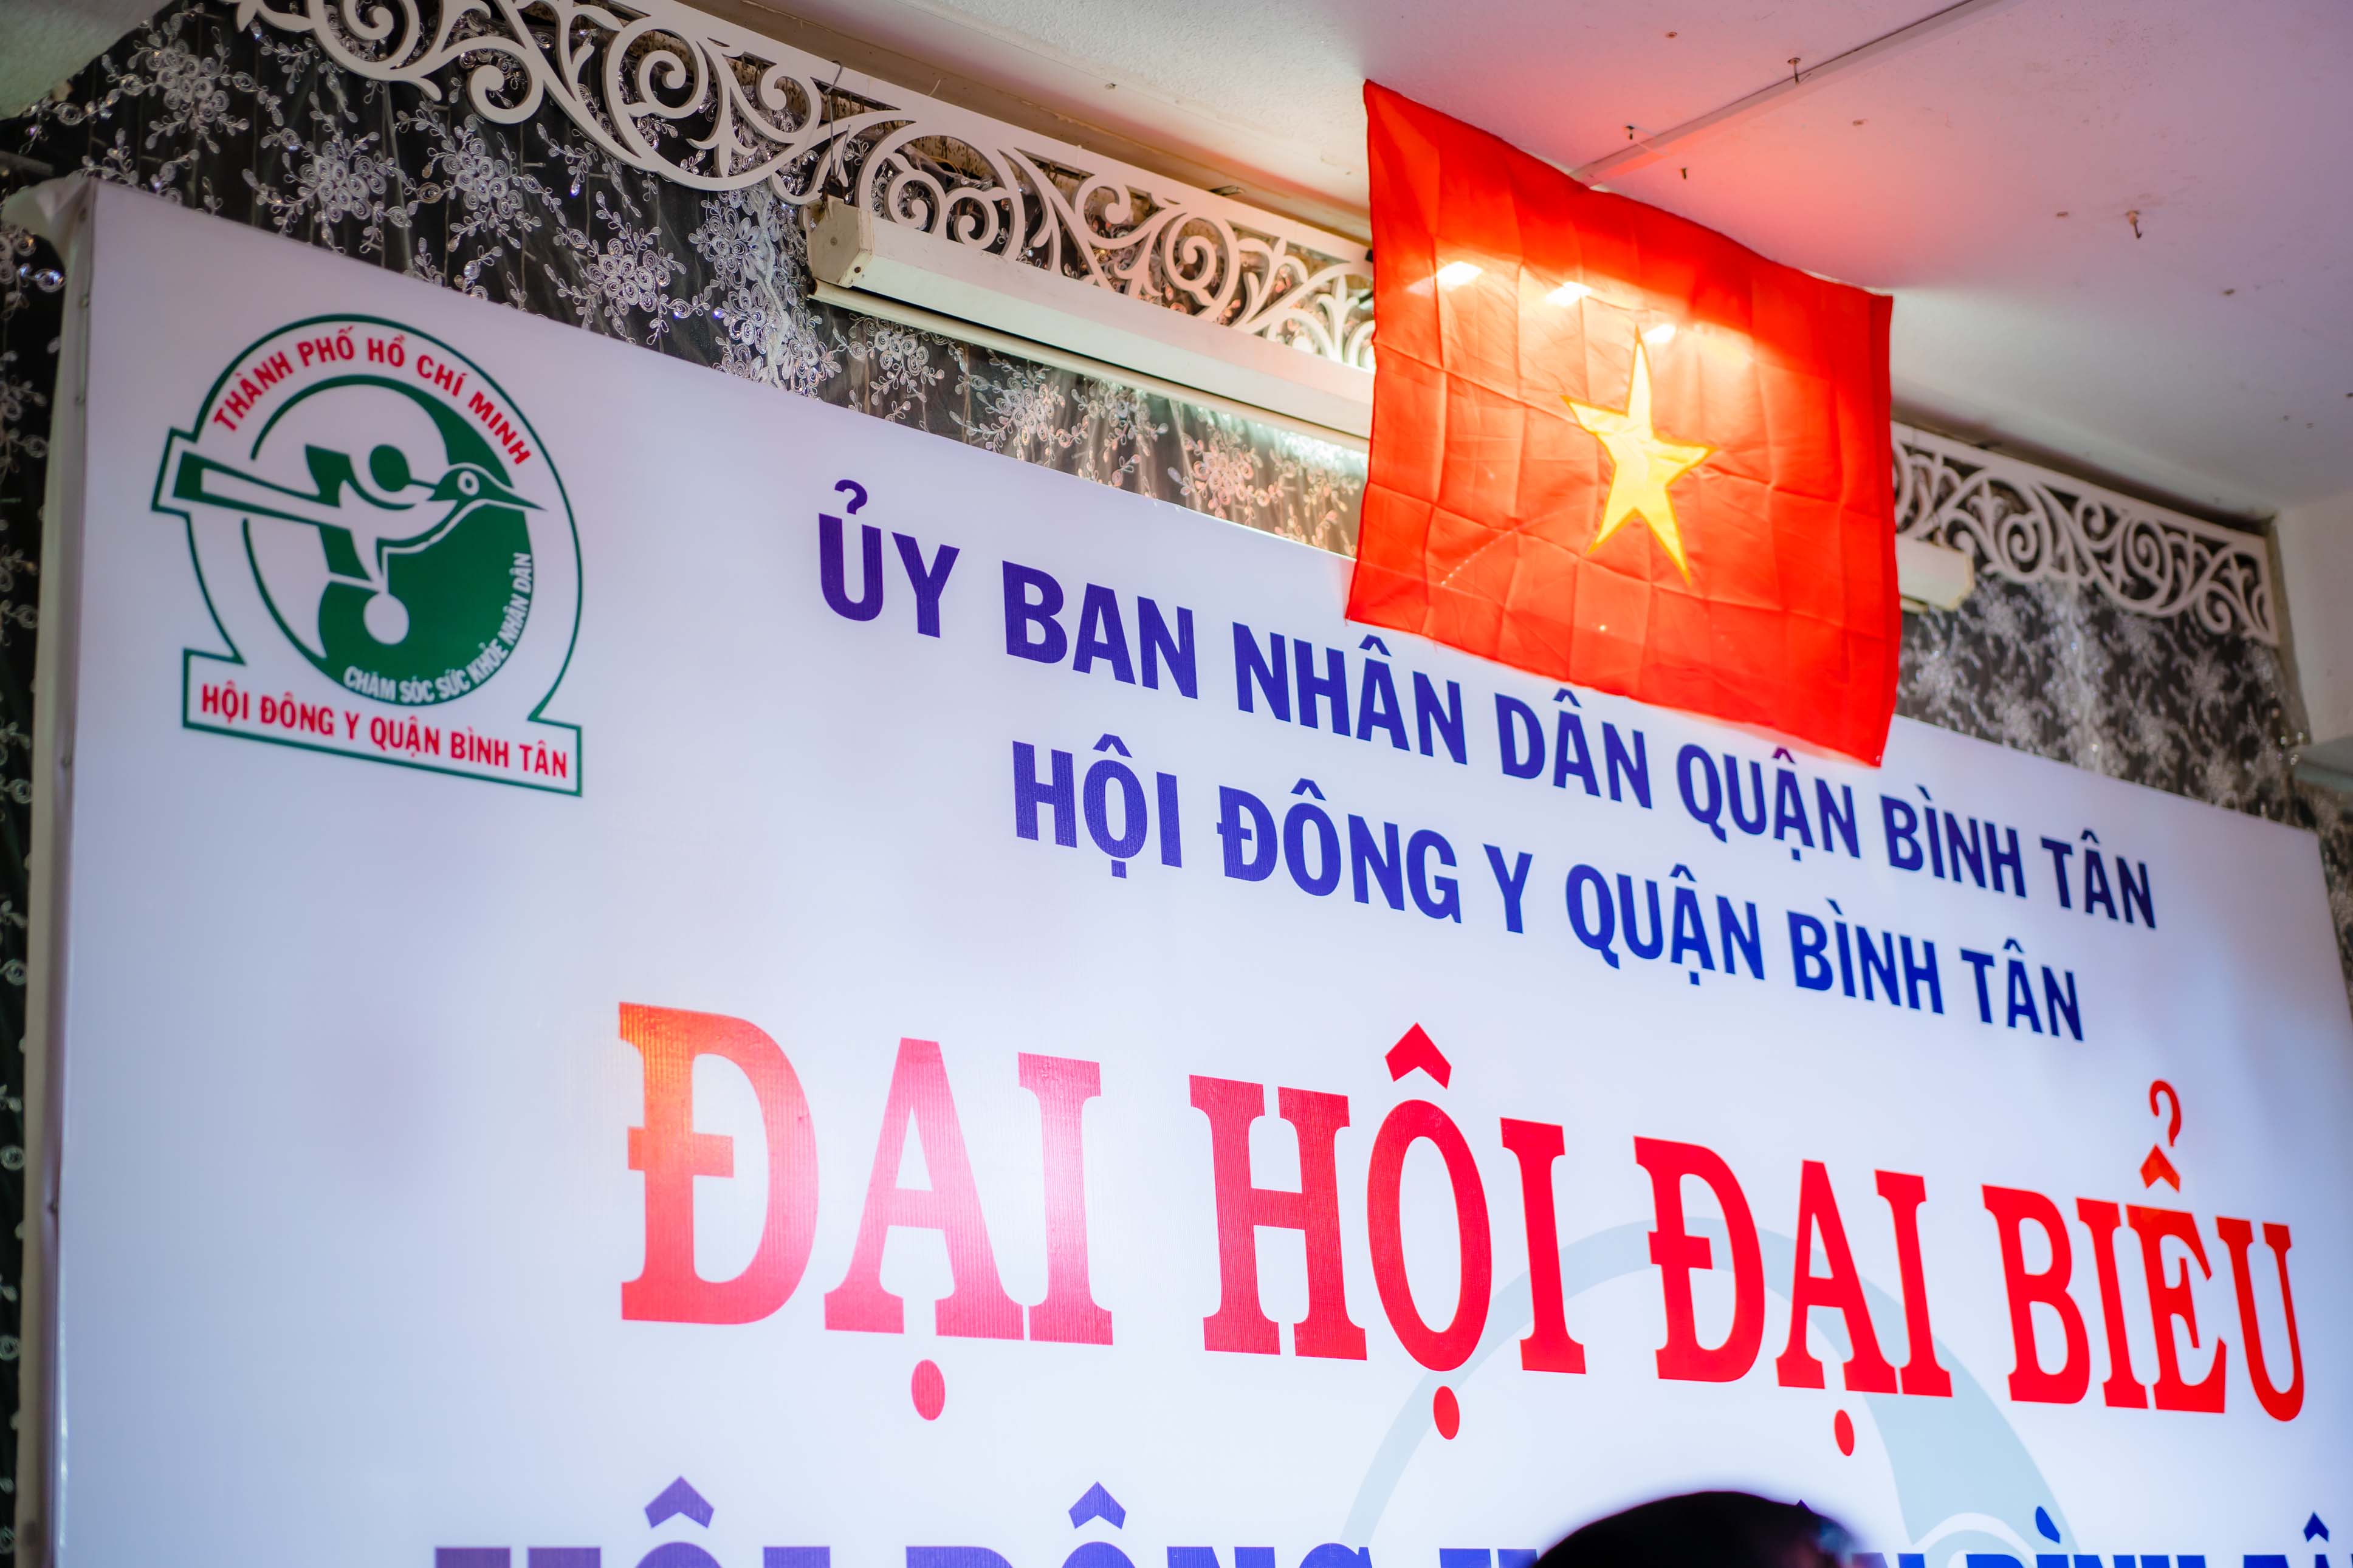 THÀNH PHỐ HỒ CHÍ MINH
CHĂM SÓC SỨC KHỎE NHÂN DÂN
HỘI ĐÔNG Y QUẬN BÌNH TÂN
ỦY BAN NHÂN DÂN QUẬN BÌNH TÂN
HỘI ĐÔNG Y QUẬN BÌNH TÂN
ĐẠI HỘI ĐẠI BIỂU